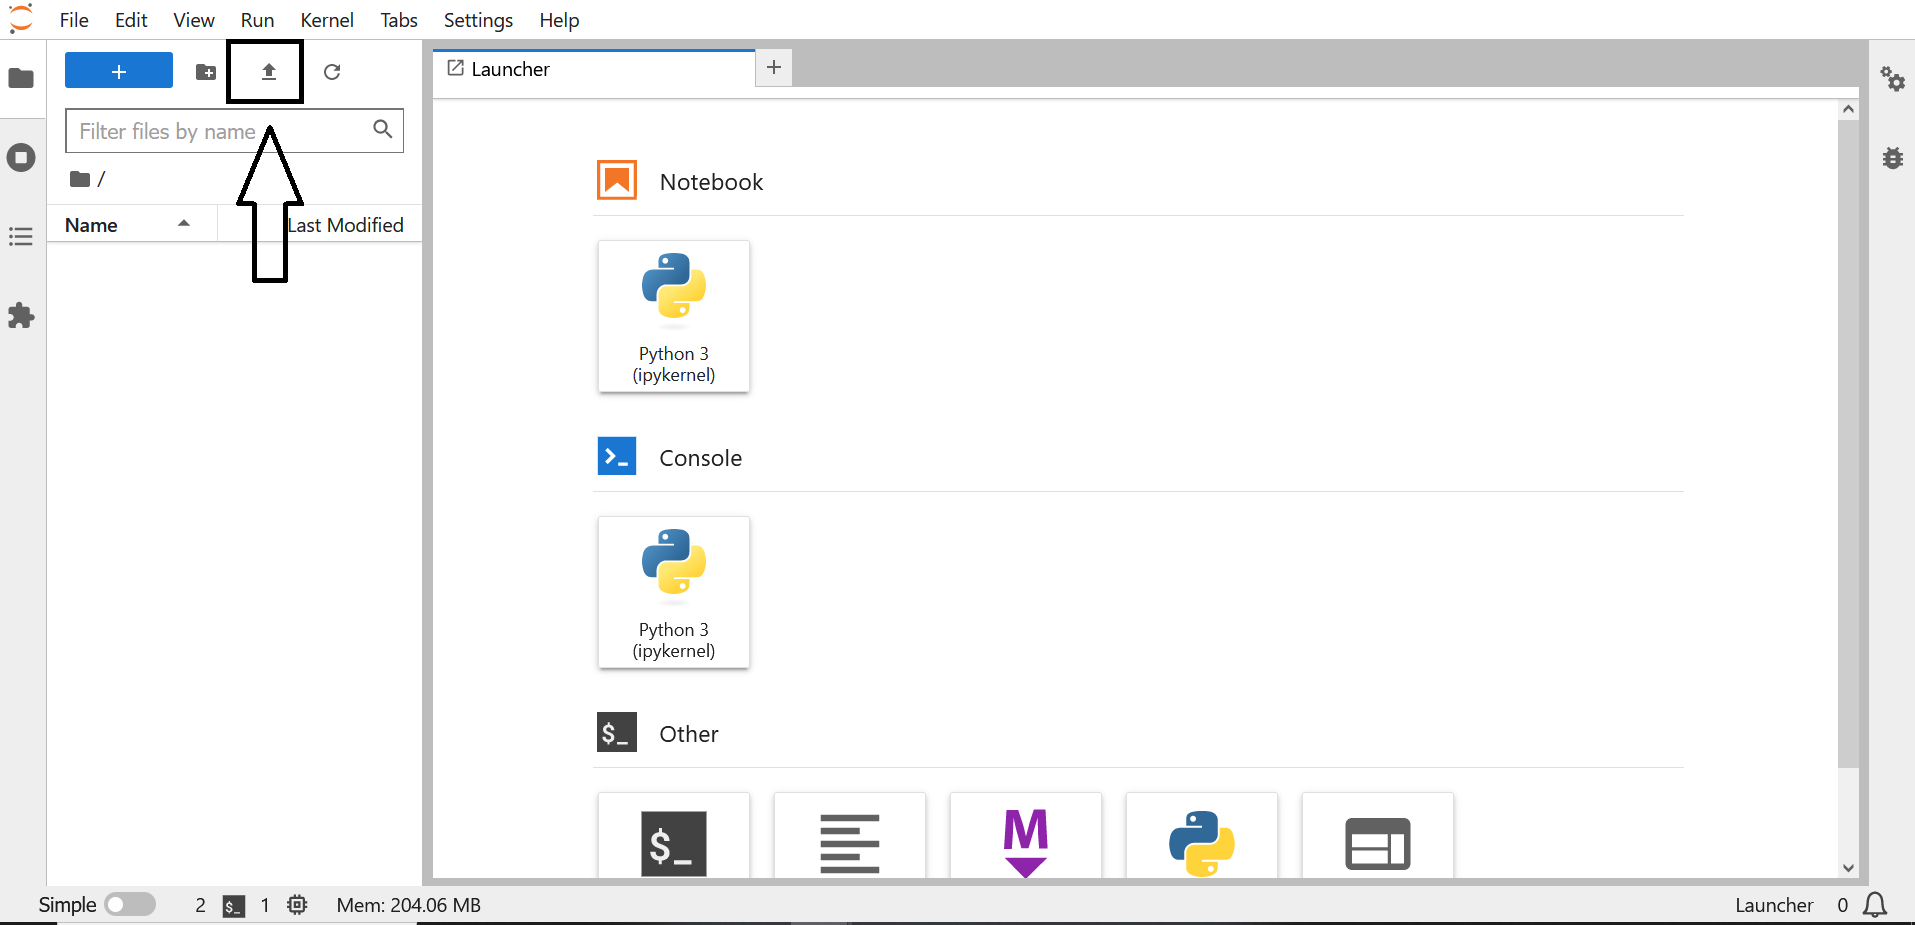 File Edit View Run Kernel Tabs Settings Help
Launcher
Filter files by name
/
Name Last Modified
Notebook
Python 3
(ipykernel)
Console
Python 3
(ipykernel)
$_ Other
$_ M
Simple 2 $_ 1 Mem: 204.06 MB Launcher 0